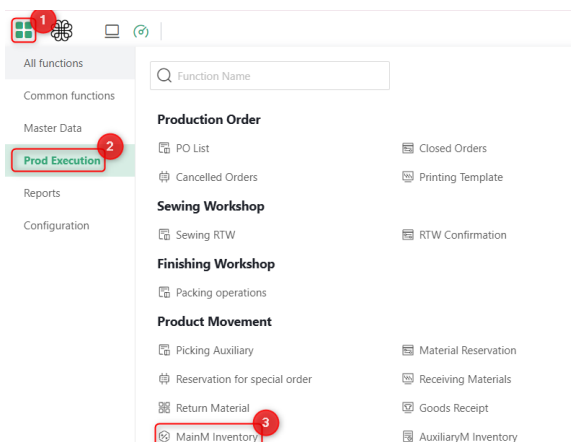 1
All functions
Function Name
Common functions
Production Order
Master Data
PO List
Closed Orders
2
Prod Execution
Cancelled Orders
Printing Template
Reports
Sewing Workshop
Configuration
Sewing RTW
RTW Confirmation
Finishing Workshop
Packing operations
Product Movement
Picking Auxiliary
Material Reservation
Reservation for special order
Receiving Materials
Return Material
Goods Receipt
3
MainM Inventory
AuxiliaryM Inventory